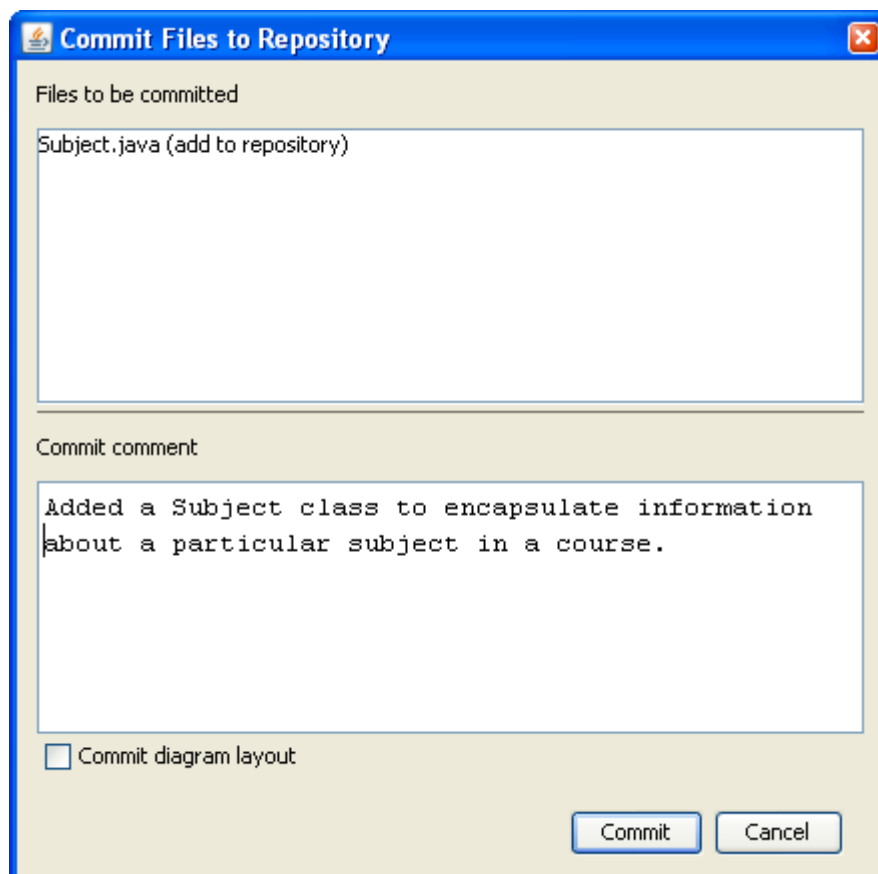 Commit Files to Repository
Files to be committed
Subject.java (add to repository)
Commit comment
Added a Subject class to encapsulate information
about a particular subject in a course.
Commit diagram layout
Commit
Cancel